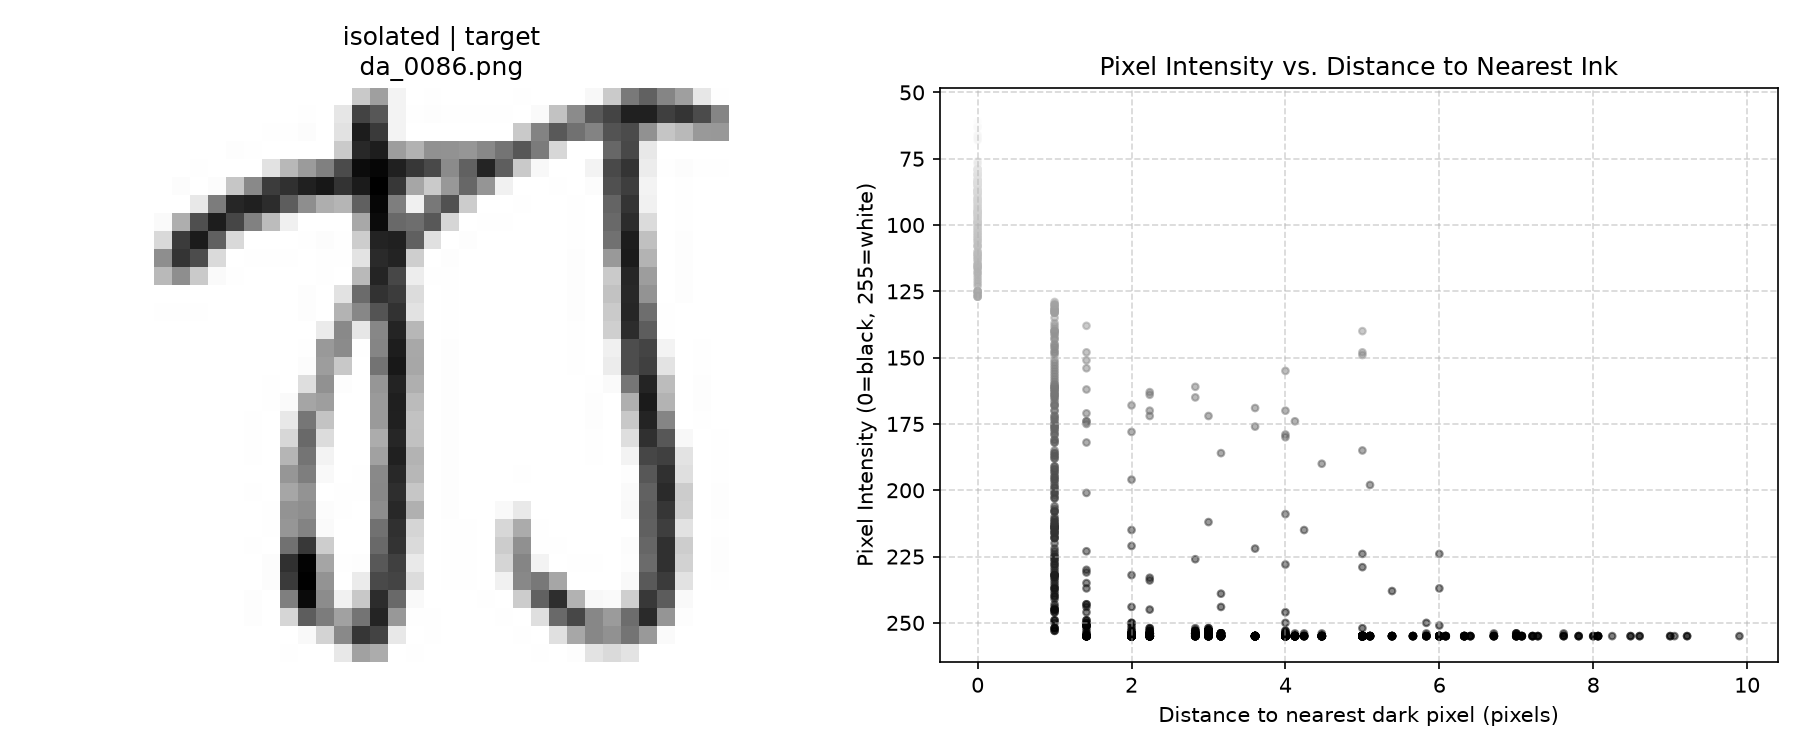 isolated | target
da_0086.png
Pixel Intensity vs. Distance to Nearest Ink
Pixel Intensity (0=black, 255=white)
50
75
100
125
150
175
200
225
250
0 2 4 6 8 10
Distance to nearest dark pixel (pixels)